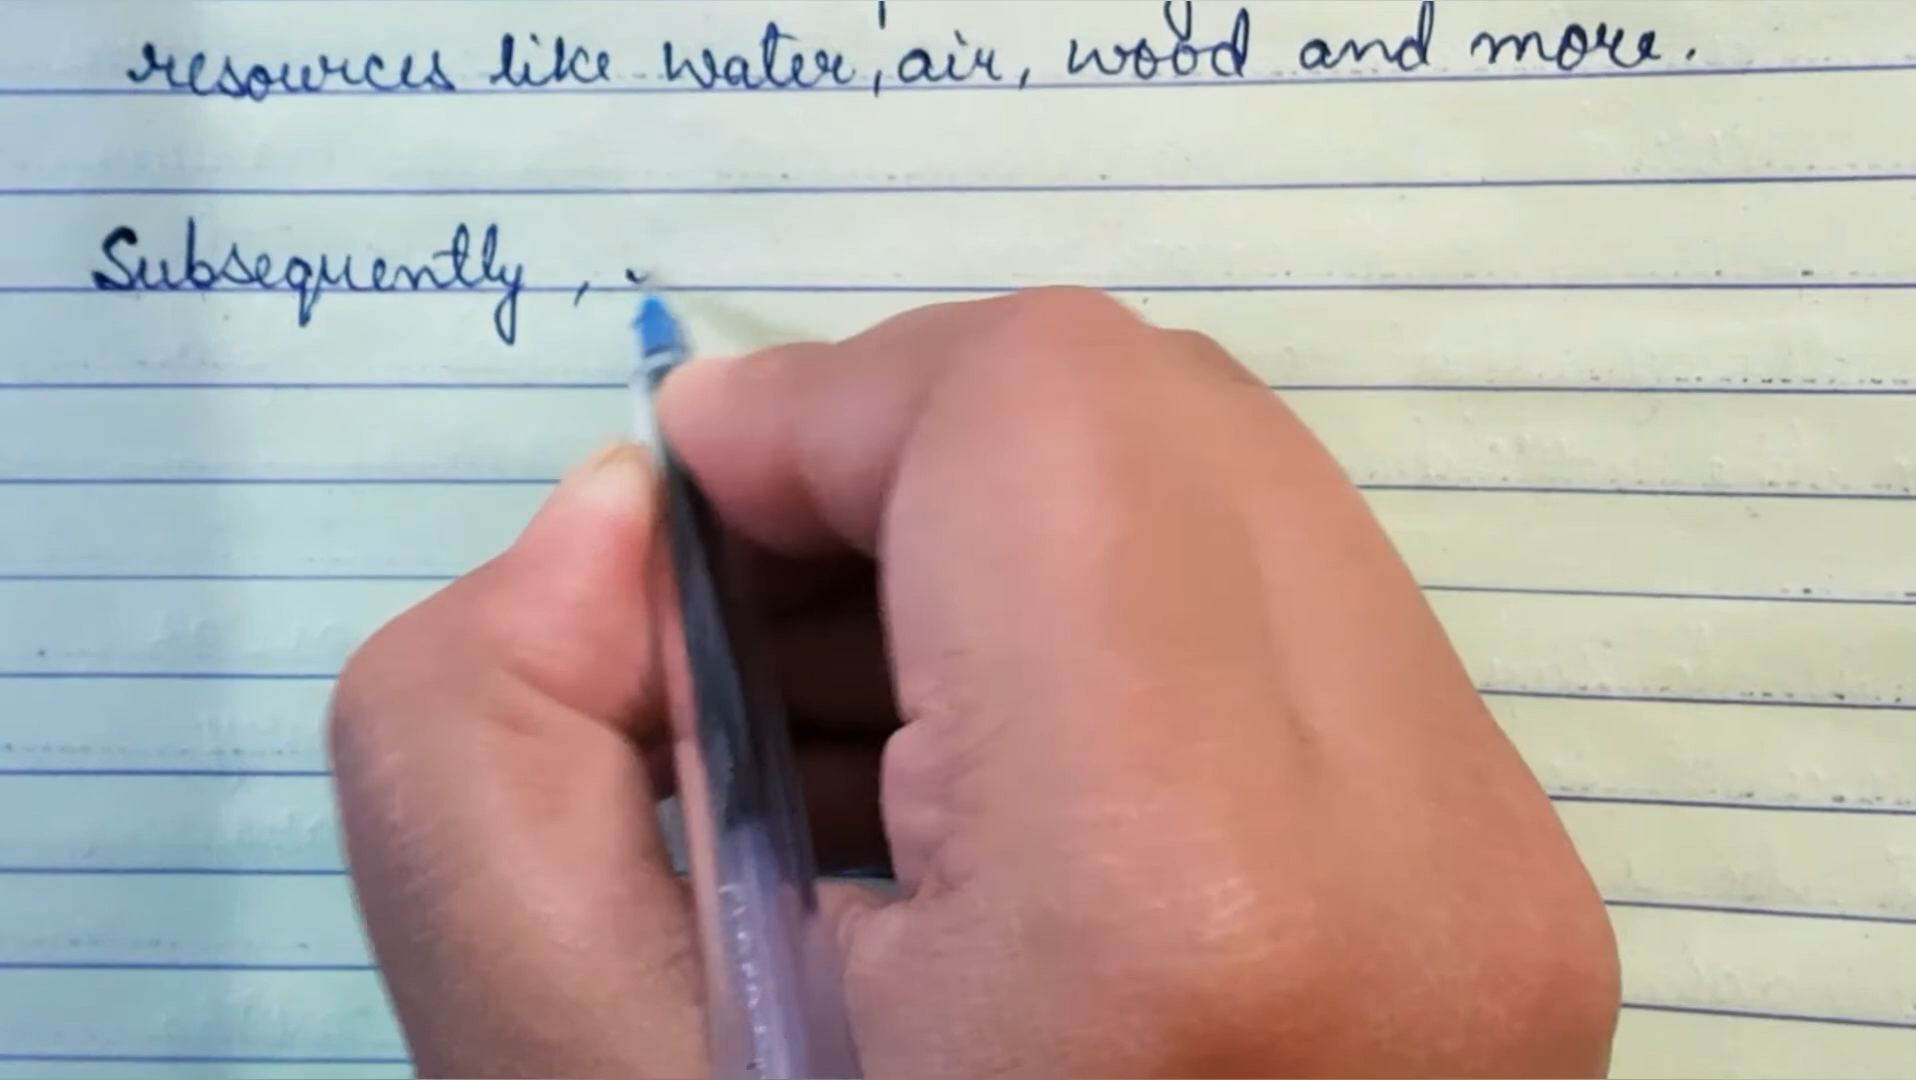 resources like water, air, wood and more.
Subsequently,